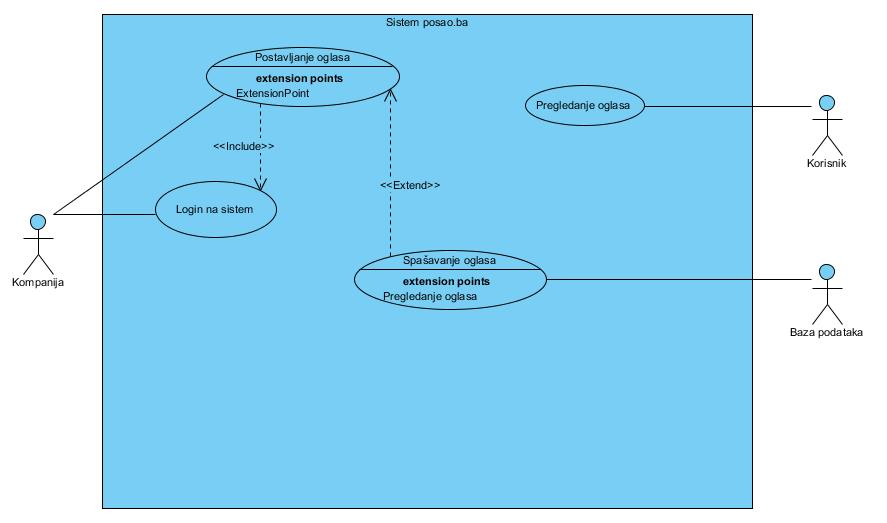 Sistem posao.ba
Postavljanje oglasa
extension points
ExtensionPoint
Pregledanje oglasa
<<Include>>
Korisnik
<<Extend>>
Login na sistem
Kompanija
Spašavanje oglasa
extension points
Pregledanje oglasa
Baza podataka